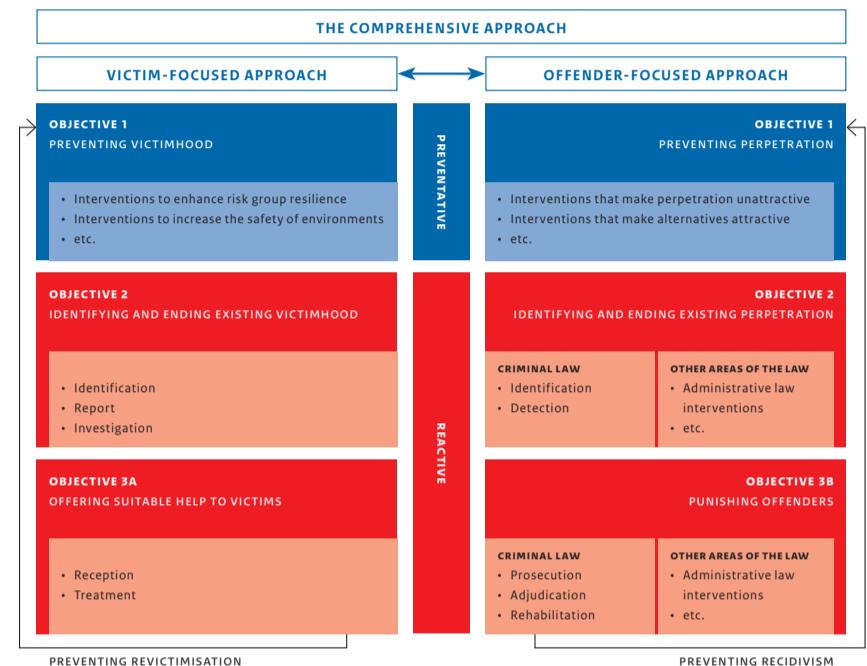 THE COMPREHENSIVE APPROACH
VICTIM-FOCUSED APPROACH
OFFENDER-FOCUSED APPROACH
OBJECTIVE 1
PREVENTING VICTIMHOOD
• Interventions to enhance risk group resilience
• Interventions to increase the safety of environments
• etc.
PREVENTATIVE
OBJECTIVE 1
PREVENTING PERPETRATION
• Interventions that make perpetration unattractive
• Interventions that make alternatives attractive
• etc.
OBJECTIVE 2
IDENTIFYING AND ENDING EXISTING VICTIMHOOD
• Identification
• Report
• Investigation
REACTIVE
OBJECTIVE 2
IDENTIFYING AND ENDING EXISTING PERPETRATION
CRIMINAL LAW
• Identification
• Detection
OTHER AREAS OF THE LAW
• Administrative law
interventions
• etc.
OBJECTIVE 3A
OFFERING SUITABLE HELP TO VICTIMS
• Reception
• Treatment
OBJECTIVE 3B
PUNISHING OFFENDERS
CRIMINAL LAW
• Prosecution
• Adjudication
• Rehabilitation
OTHER AREAS OF THE LAW
• Administrative law
interventions
• etc.
PREVENTING REVICTIMISATION
PREVENTING RECIDIVISM